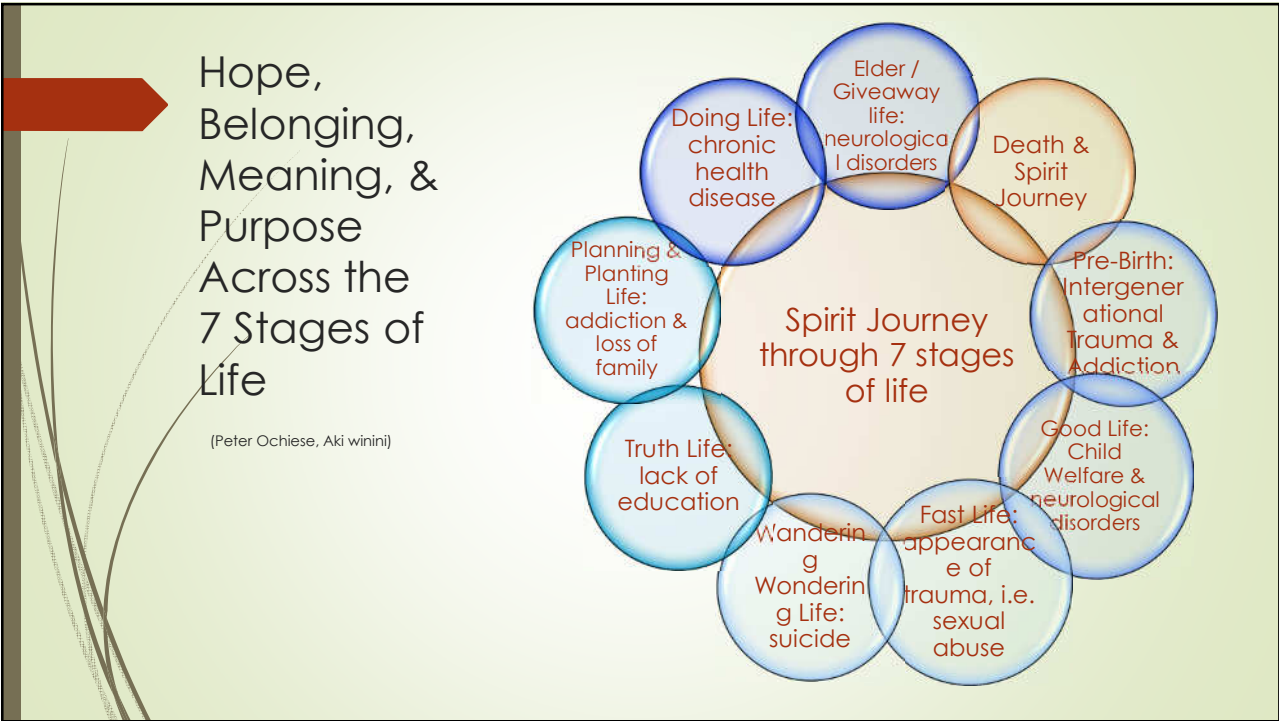 Hope,
Belonging,
Meaning, &
Purpose
Across the
7 Stages of
Life
(Peter Ochiese, Aki winini)
Elder /
Giveaway
life:
neurologica
l disorders
Death &
Spirit
Journey
Pre-Birth:
Intergener
ational
Trauma &
Addiction
Good Life:
Child
Welfare &
neurological
disorders
Fast Life:
appearanc
e of
trauma, i.e.
sexual
abuse
Wanderin
g
Wonderin
g Life:
suicide
Truth Life:
lack of
education
Planning &
Planting
Life:
addiction &
loss of
family
Doing Life:
chronic
health
disease
Spirit Journey
through 7 stages
of life